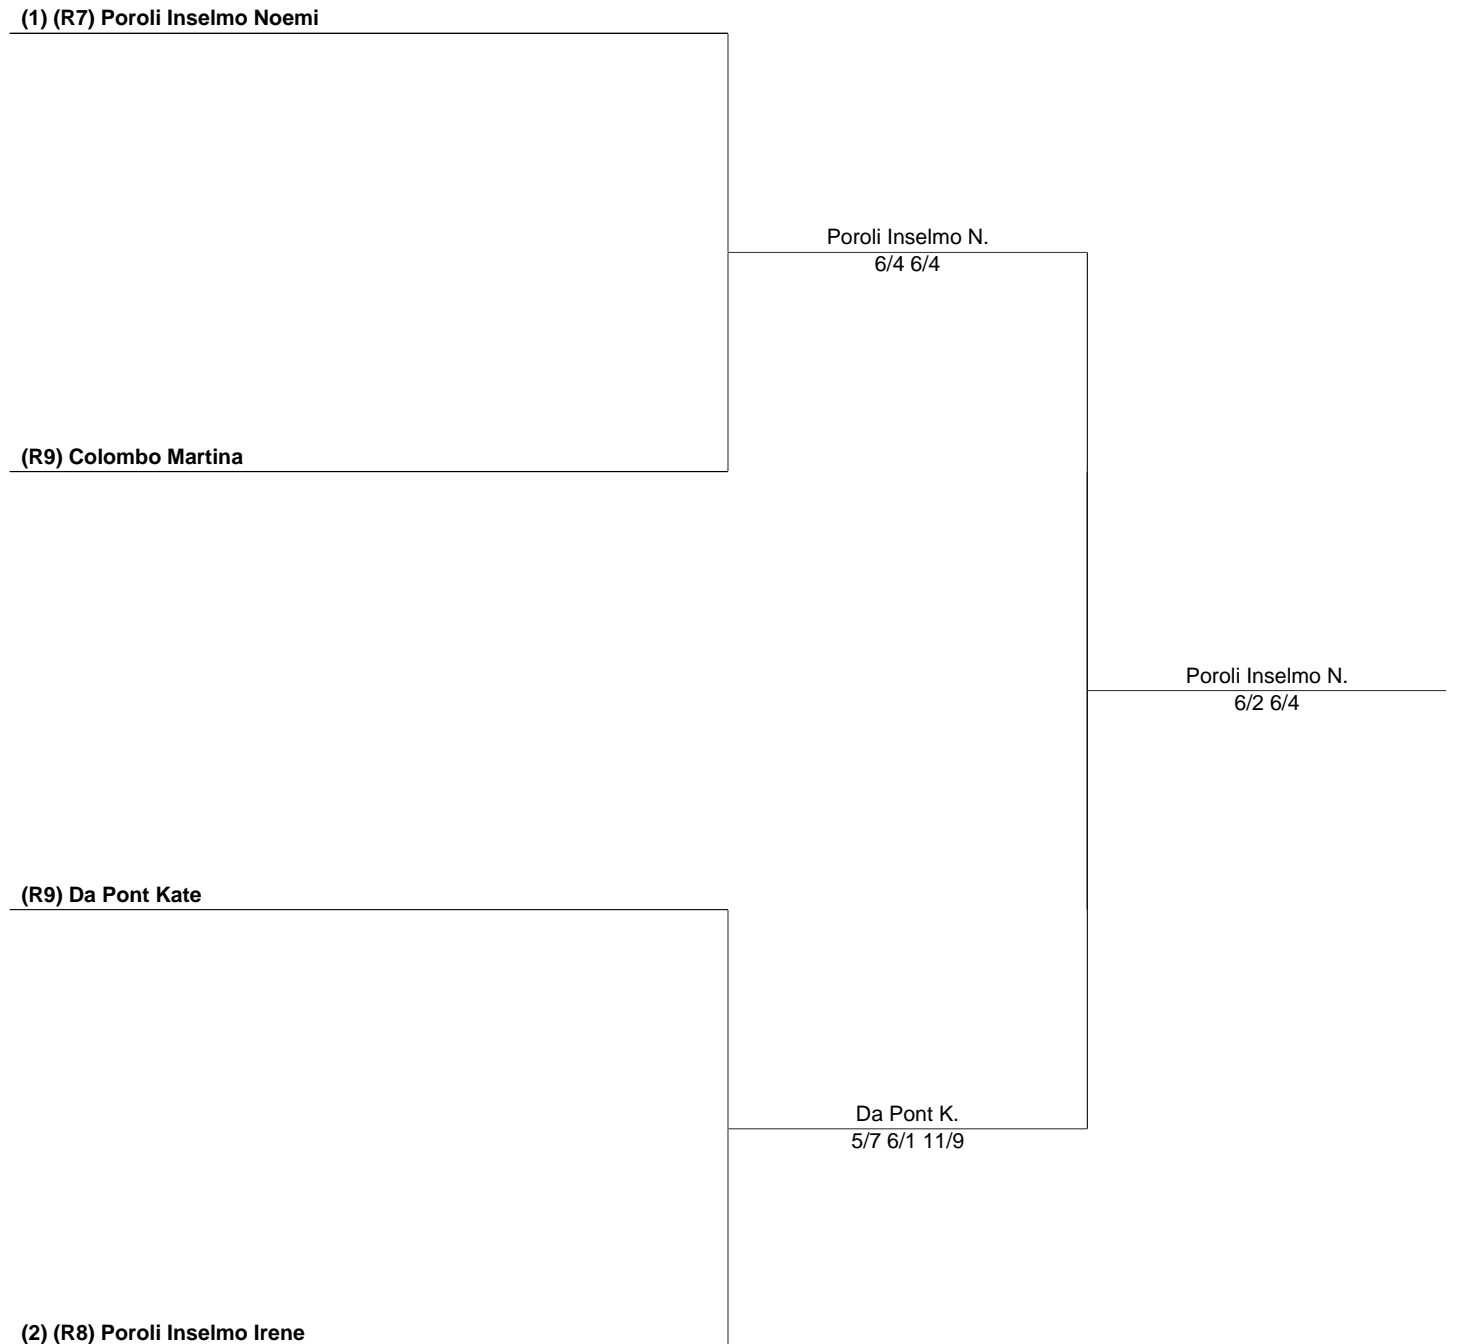 (1) (R7) Poroli Inselmo Noemi
Poroli Inselmo N.
6/4 6/4
(R9) Colombo Martina
Poroli Inselmo N.
6/2 6/4
(R9) Da Pont Kate
Da Pont K.
5/7 6/1 11/9
(2) (R8) Poroli Inselmo Irene